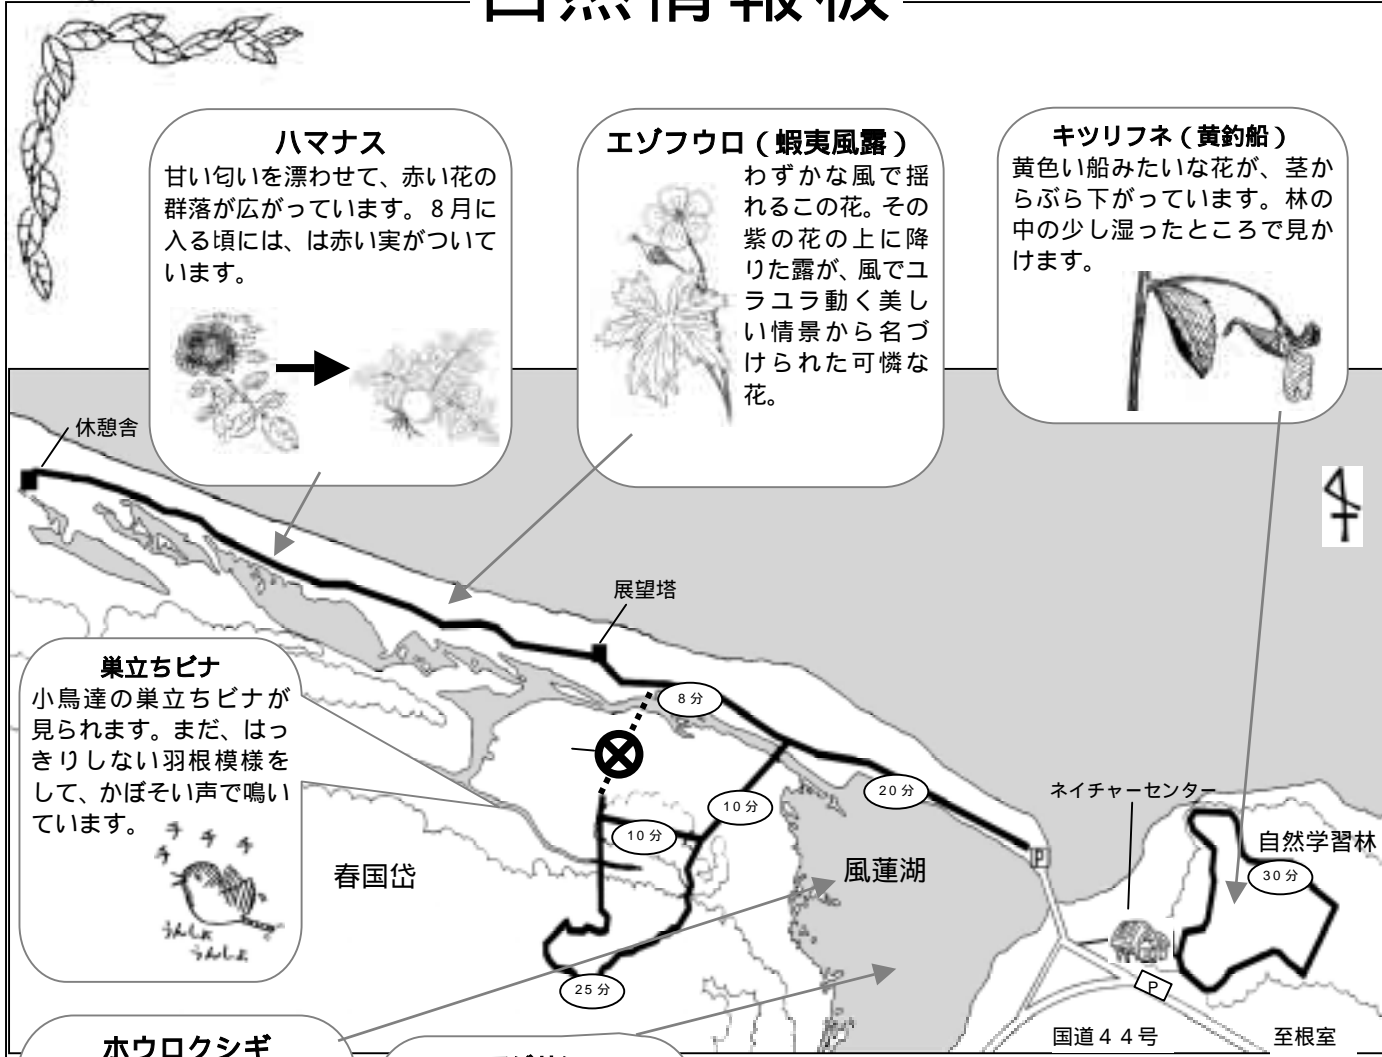 自然情報板
ハマナス
甘い匂いを漂わせて、赤い花の
群落が広がっています。８月に
入る頃には、は赤い実がついて
います。
エゾフウロ（蝦夷風露）
わずかな風で揺
れるこの花。その
紫の花の上に降
りた露が、風でユ
ラユラ動く美し
い情景から名づ
けられた可憐な
花。
キツリフネ（黄釣船）
黄色い船みたいな花が、茎か
らぶら下がっています。林の
中の少し湿ったところで見か
けます。
休憩舎
展望塔
巣立ちビナ
小鳥達の巣立ちビナが
見られます。まだ、はっ
きりしない羽根模様を
して、かぼそい声で鳴い
ています。
チ チ チ
チ
うんしょ
うんしょ
8分
20分
10分
10分
25分
30分
春国岱
風蓮湖
ネイチャーセンター
自然学習林
P
P
国道４４号
至根室
ホウロクシギ